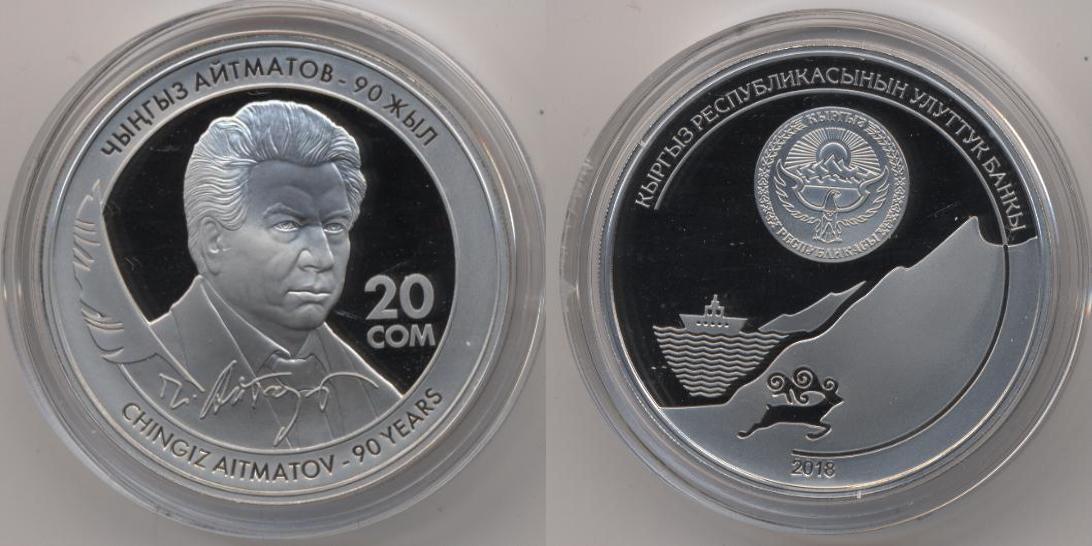 ЧЫҢГЫЗ АЙТМАТОВ - 90 ЖЫЛ
20
СОМ
CHINGIZ AITMATOV - 90 YEARS
КЫРГЫЗ РЕСПУБЛИКАСЫНЫН УЛУТТУК БАНКЫ
КЫРГЫЗ
РЕСПУБЛИКАСЫ
2018